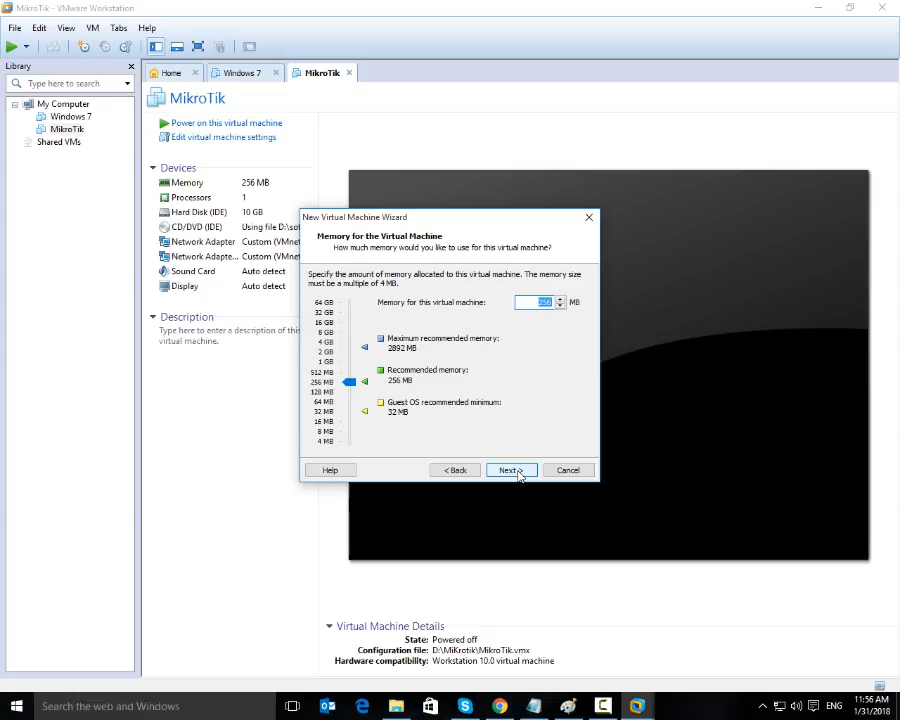 MikroTik - VMware Workstation
File Edit View VM Tabs Help
Library
Type here to search
My Computer
Windows 7
MikroTik
Shared VMs
Home Windows 7 MikroTik
MikroTik
Power on this virtual machine
Edit virtual machine settings
Devices
Memory 256 MB
Processors 1
Hard Disk (IDE) 10 GB
CD/DVD (IDE) Using file D:\sof
Network Adapter Custom (VMnet
Network Adapte... Custom (VMnet
Sound Card Auto detect
Display Auto detect
Description
Type here to enter a description of this
virtual machine.
New Virtual Machine Wizard
Memory for the Virtual Machine
How much memory would you like to use for this virtual machine?
Specify the amount of memory allocated to this virtual machine. The memory size
must be a multiple of 4 MB.
64 GB
32 GB
16 GB
8 GB
4 GB
2 GB
1 GB
512 MB
256 MB
128 MB
64 MB
32 MB
16 MB
8 MB
4 MB
Memory for this virtual machine: 256 MB
Maximum recommended memory:
2892 MB
Recommended memory:
256 MB
Guest OS recommended minimum:
32 MB
Help < Back Next > Cancel
Virtual Machine Details
State: Powered off
Configuration file: D:\MiKrotik\MikroTik.vmx
Hardware compatibility: Workstation 10.0 virtual machine
Search the web and Windows
ENG
11:56 AM
1/31/2018